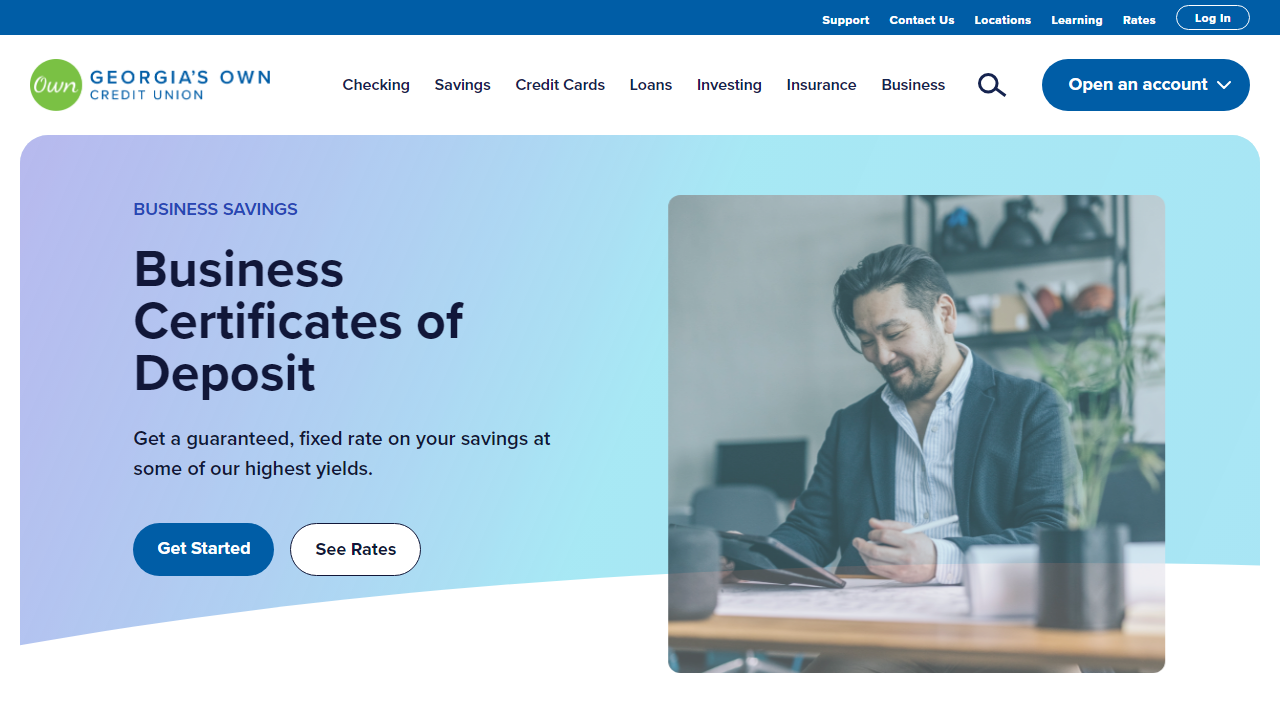 Support Contact Us Locations Learning Rates Log In
Own GEORGIA'S OWN
CREDIT UNION
Checking Savings Credit Cards Loans Investing Insurance Business Open an account
BUSINESS SAVINGS
Business
Certificates of
Deposit
Get a guaranteed, fixed rate on your savings at
some of our highest yields.
Get Started See Rates